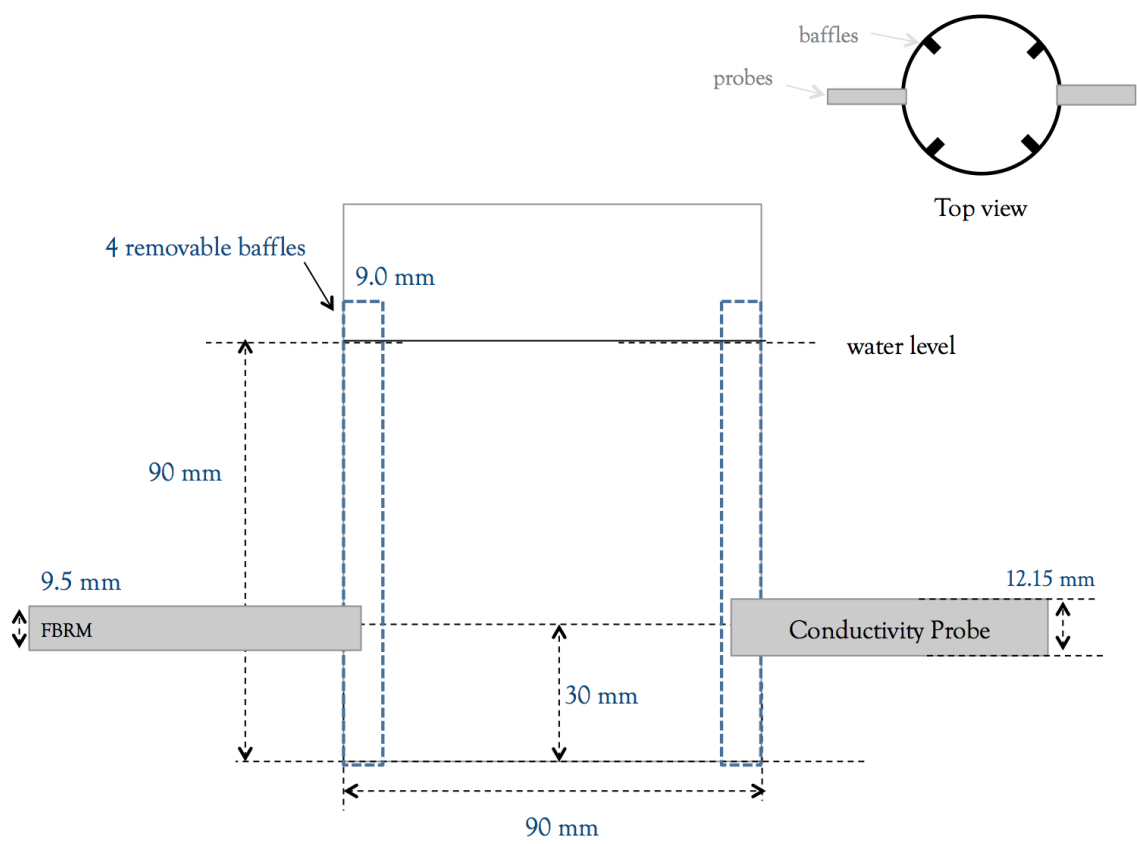 baffles
probes
Top view
4 removable baffles
9.0 mm
water level
90 mm
9.5 mm
FBRM
12.15 mm
Conductivity Probe
30 mm
90 mm